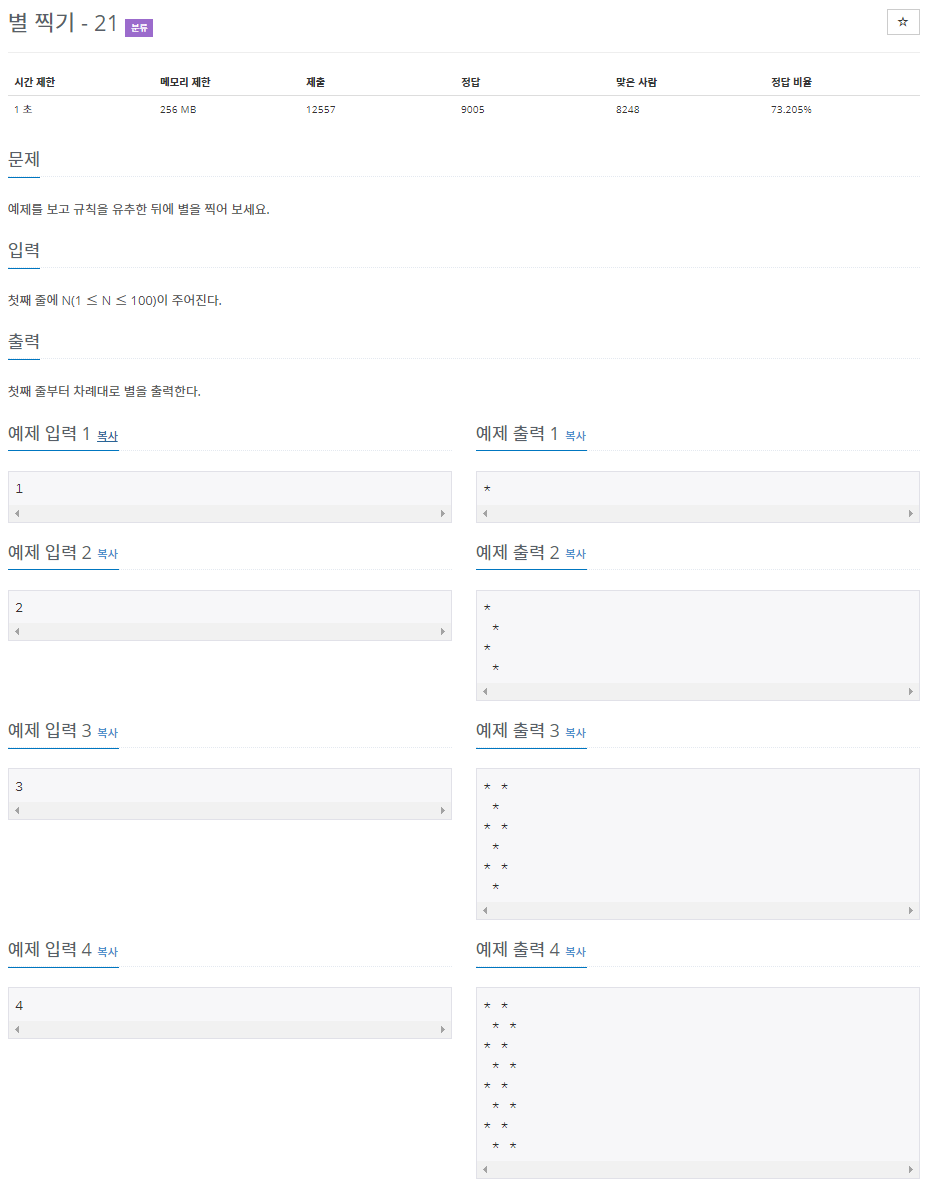 별 찍기 - 21 분류
☆
시간 제한 메모리 제한 제출 정답 맞은 사람 정답 비율
1 초 256 MB 12557 9005 8248 73.205%
문제
예제를 보고 규칙을 유추한 뒤에 별을 찍어 보세요.
입력
첫째 줄에 N(1 ≤ N ≤ 100)이 주어진다.
출력
첫째 줄부터 차례대로 별을 출력한다.
예제 입력 1 복사
1
예제 출력 1 복사
*
예제 입력 2 복사
2
예제 출력 2 복사
*
 *
*
 *
예제 입력 3 복사
3
예제 출력 3 복사
* *
 *
* *
 *
* *
 *
예제 입력 4 복사
4
예제 출력 4 복사
* *
 * *
* *
 * *
* *
 * *
* *
 * *